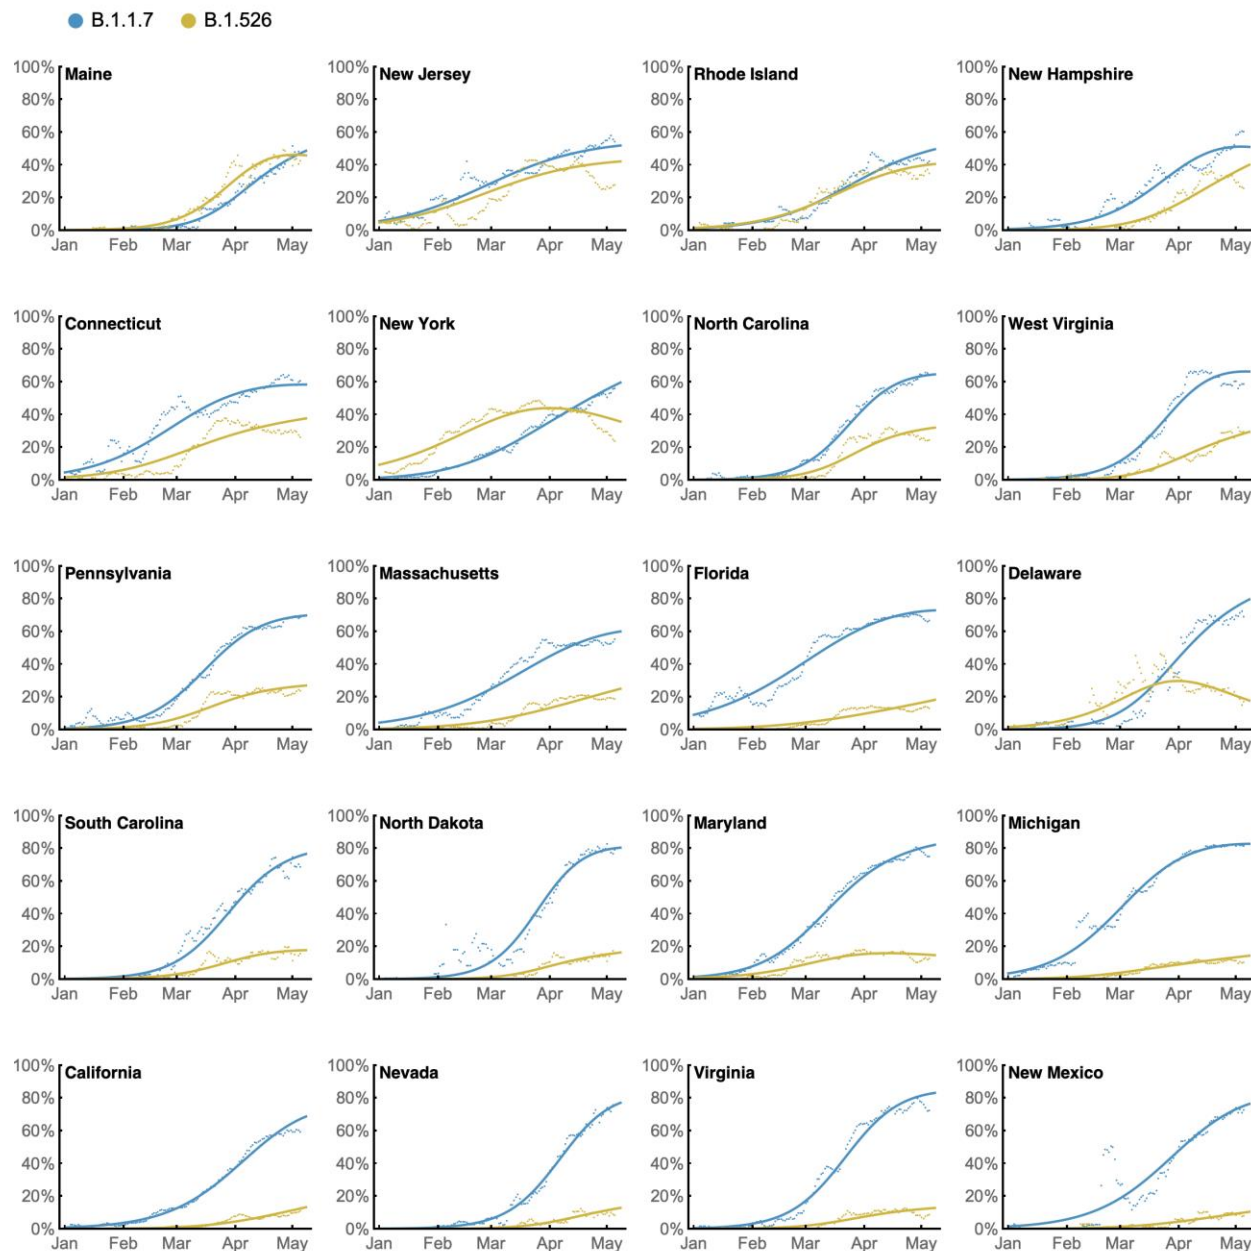 B.1.1.7 B.1.526
Maine New Jersey Rhode Island New Hampshire
100% 100% 100% 100%
80% 80% 80% 80%
60% 60% 60% 60%
40% 40% 40% 40%
20% 20% 20% 20%
0% 0% 0% 0%
Jan Feb Mar Apr May Jan Feb Mar Apr May Jan Feb Mar Apr May Jan Feb Mar Apr May
Connecticut New York North Carolina West Virginia
100% 100% 100% 100%
80% 80% 80% 80%
60% 60% 60% 60%
40% 40% 40% 40%
20% 20% 20% 20%
0% 0% 0% 0%
Jan Feb Mar Apr May Jan Feb Mar Apr May Jan Feb Mar Apr May Jan Feb Mar Apr May
Pennsylvania Massachusetts Florida Delaware
100% 100% 100% 100%
80% 80% 80% 80%
60% 60% 60% 60%
40% 40% 40% 40%
20% 20% 20% 20%
0% 0% 0% 0%
Jan Feb Mar Apr May Jan Feb Mar Apr May Jan Feb Mar Apr May Jan Feb Mar Apr May
South Carolina North Dakota Maryland Michigan
100% 100% 100% 100%
80% 80% 80% 80%
60% 60% 60% 60%
40% 40% 40% 40%
20% 20% 20% 20%
0% 0% 0% 0%
Jan Feb Mar Apr May Jan Feb Mar Apr May Jan Feb Mar Apr May Jan Feb Mar Apr May
California Nevada Virginia New Mexico
100% 100% 100% 100%
80% 80% 80% 80%
60% 60% 60% 60%
40% 40% 40% 40%
20% 20% 20% 20%
0% 0% 0% 0%
Jan Feb Mar Apr May Jan Feb Mar Apr May Jan Feb Mar Apr May Jan Feb Mar Apr May